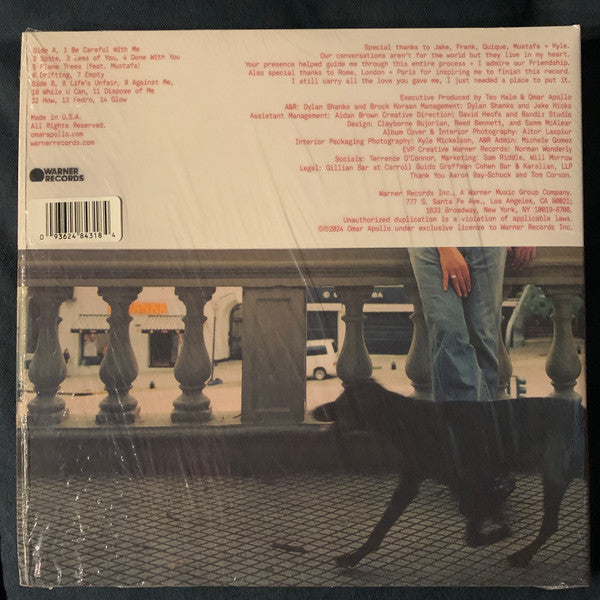 Side A, 1 Be Careful With Me
2 Spite, 3 Less of You, 4 Done With You
5 Plane Trees (feat. Mustafa)
6 Drifting, 7 Empty
Side B, 8 Life's Unfair, 9 Against Me,
10 While U Can, 11 Dispose of Me
12 How, 13 Pedro, 14 Glow
Made in U.S.A.
All Rights Reserved.
omarapollo.com
warnerrecords.com
WARNER
RECORDS
0 93624 84318 4
Special thanks to Jake, Frank, Quique, Mustafa + Kyle.
Our conversations aren't for the world but they live in my heart.
Your presence helped guide me through this entire process + I admire our Friendship.
Also special thanks to Rome, London + Paris for inspiring me to finish this record.
I still carry all the love you gave me, I just needed a place to put it.
Executive Produced by Teo Halm & Omar Apollo
A&R: Dylan Shanks and Brock Korsan Management: Dylan Shanks and Jake Hicks
Assistant Management: Aidan Brown Creative Direction: David Heofs and Bandiz Studio
Design: Clayborne Bujorian, Reed Bennett, and Samm McAlear
Album Cover & Interior Photography: Aitor Laspiur
Interior Packaging Photography: Kyle Mickelson, A&R Admin: Michele Gomez
EVP Creative Warner Records: Norman Wonderly
Socials: Terrence O'Connor, Marketing: Sam Riddle, Will Morrow
Legal: Gillian Bar at Carroll Guido Groffman Cohen Bar & Karalian, LLP
Thank You Aaron Bay-Schuck and Tom Corson.
Warner Records Inc., A Warner Music Group Company.
777 S. Santa Fe Ave., Los Angeles, CA 90021;
1633 Broadway, New York, NY 10019-6708.
Unauthorized duplication is a violation of applicable laws.
©℗2024 Omar Apollo under exclusive license to Warner Records Inc.